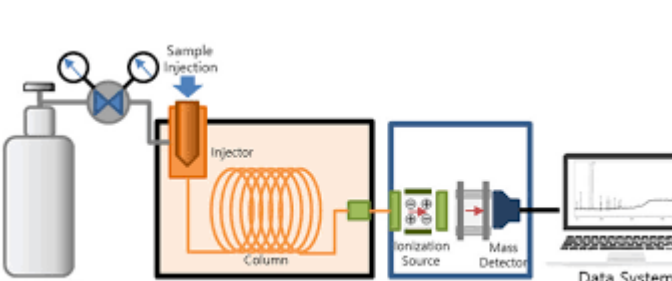 Sample
Injection
Injector
Column
Ionization
Source
Mass
Detector
Data System